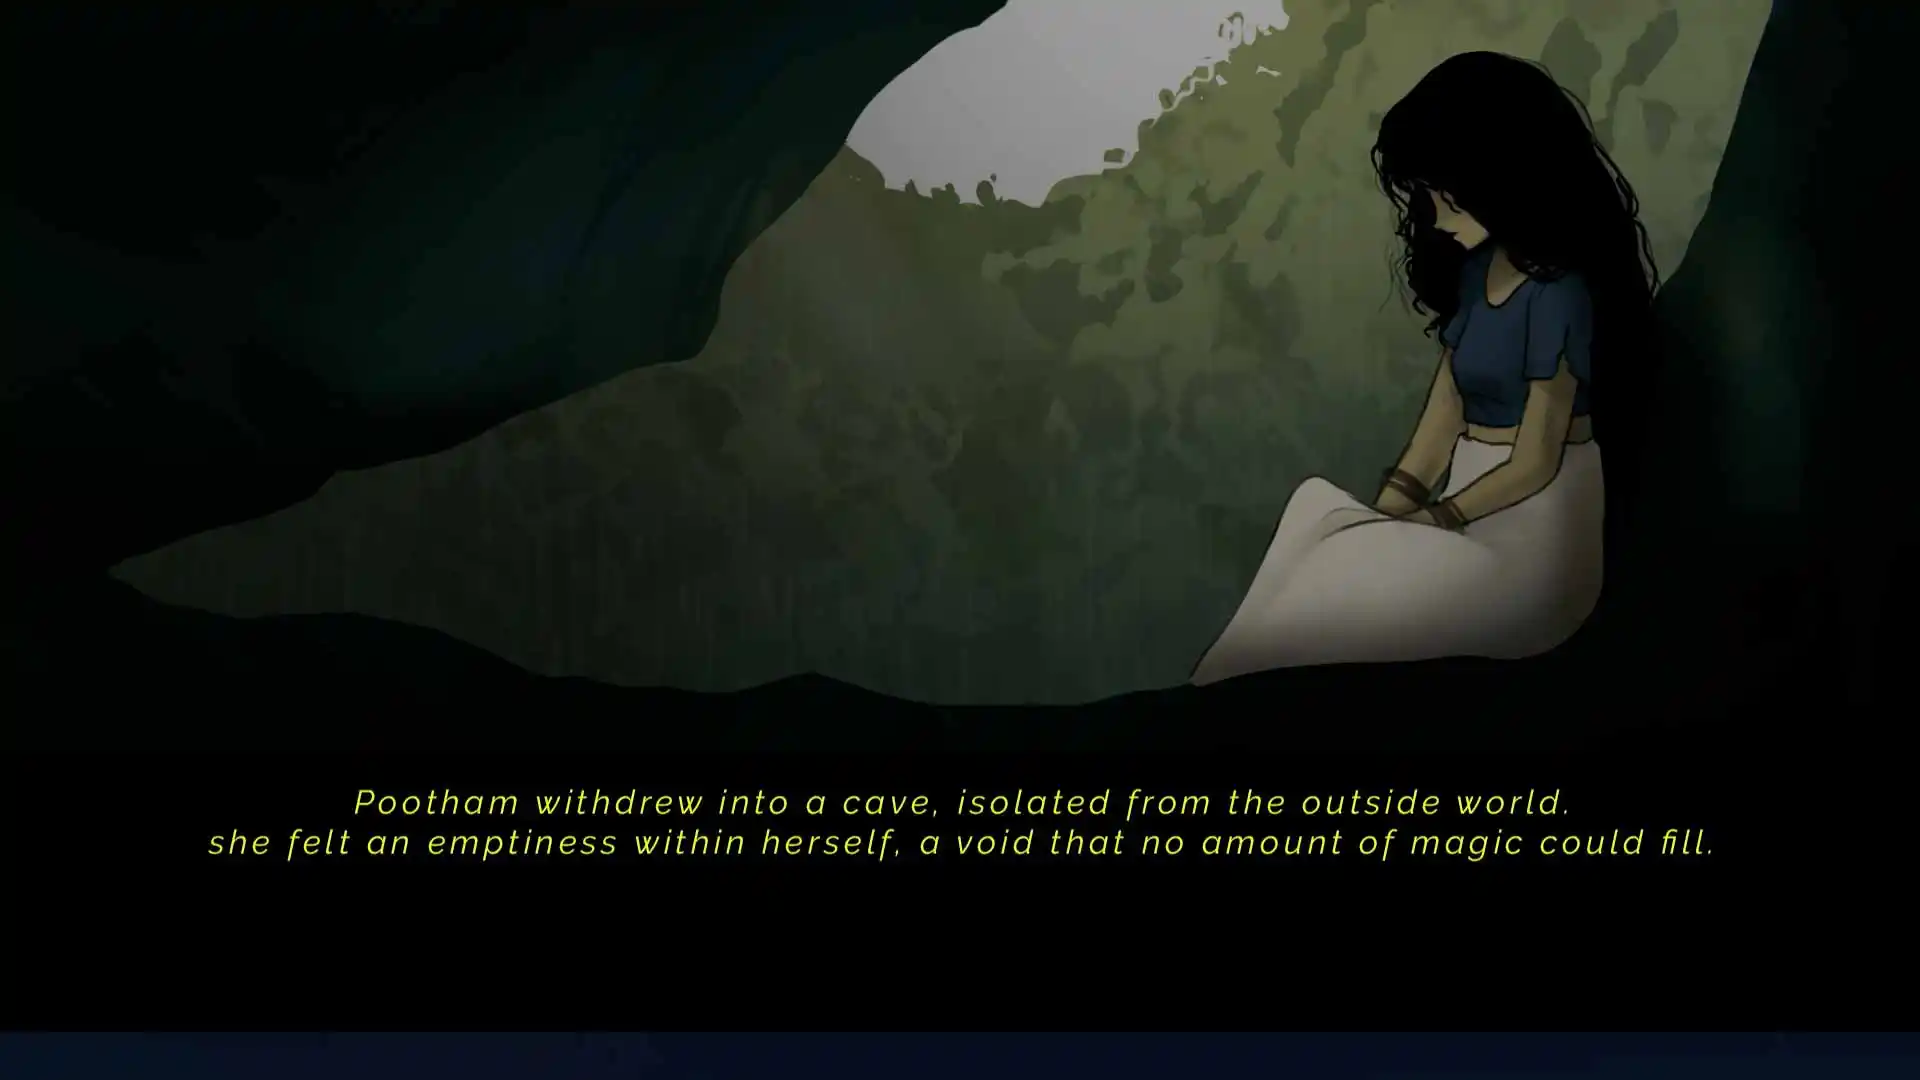 Pootham withdrew into a cave, isolated from the outside world.
she felt an emptiness within herself, a void that no amount of magic could fill.